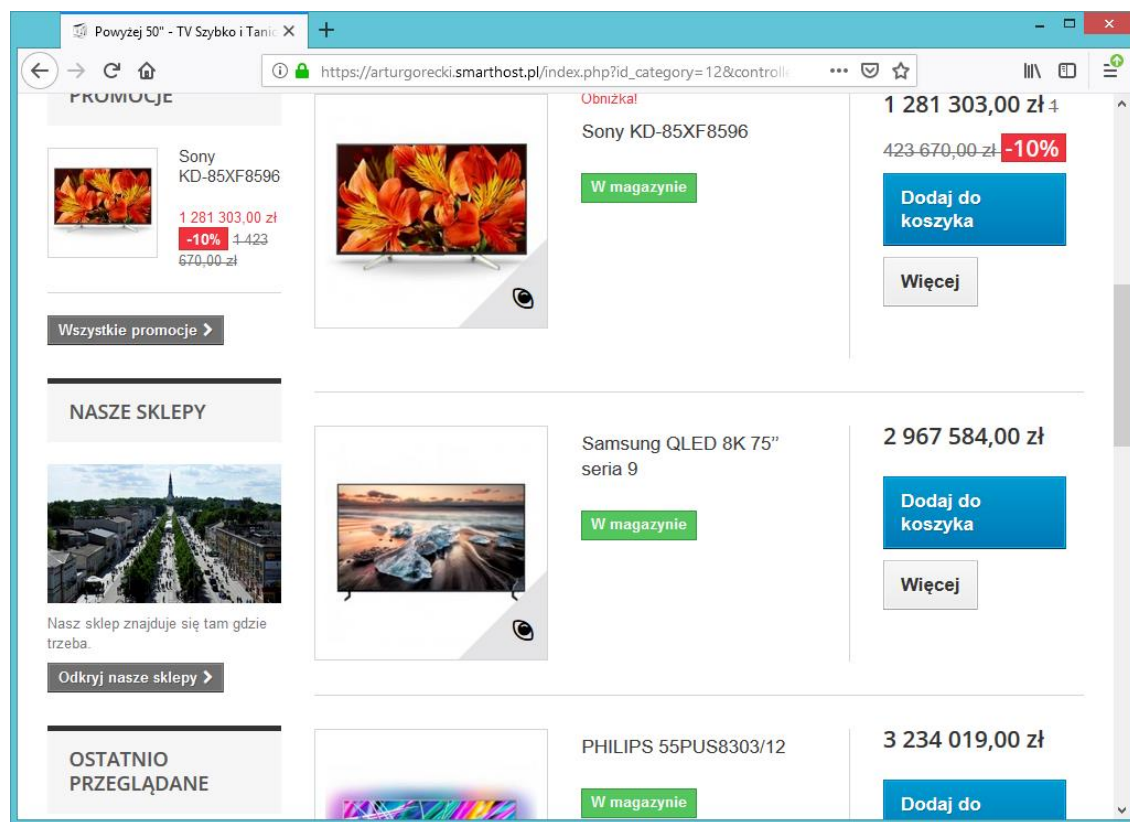 Powyżej 50" - TV Szybko i Tanic
https://arturgorecki.smarthost.pl/index.php?id_category=12&controlle
PROMOCJE
Sony
KD-85XF8596
1 281 303,00 zł
-10% 1 423
670,00 zł
Wszystkie promocje
NASZE SKLEPY
Nasz sklep znajduje się tam gdzie
trzeba.
Odkryj nasze sklepy
OSTATNIO
PRZEGLĄDANE
Obniżka!
Sony KD-85XF8596
W magazynie
1 281 303,00 zł 1
423 670,00 zł -10%
Dodaj do
koszyka
Więcej
Samsung QLED 8K 75’’
seria 9
W magazynie
2 967 584,00 zł
Dodaj do
koszyka
Więcej
PHILIPS 55PUS8303/12
W magazynie
3 234 019,00 zł
Dodaj do